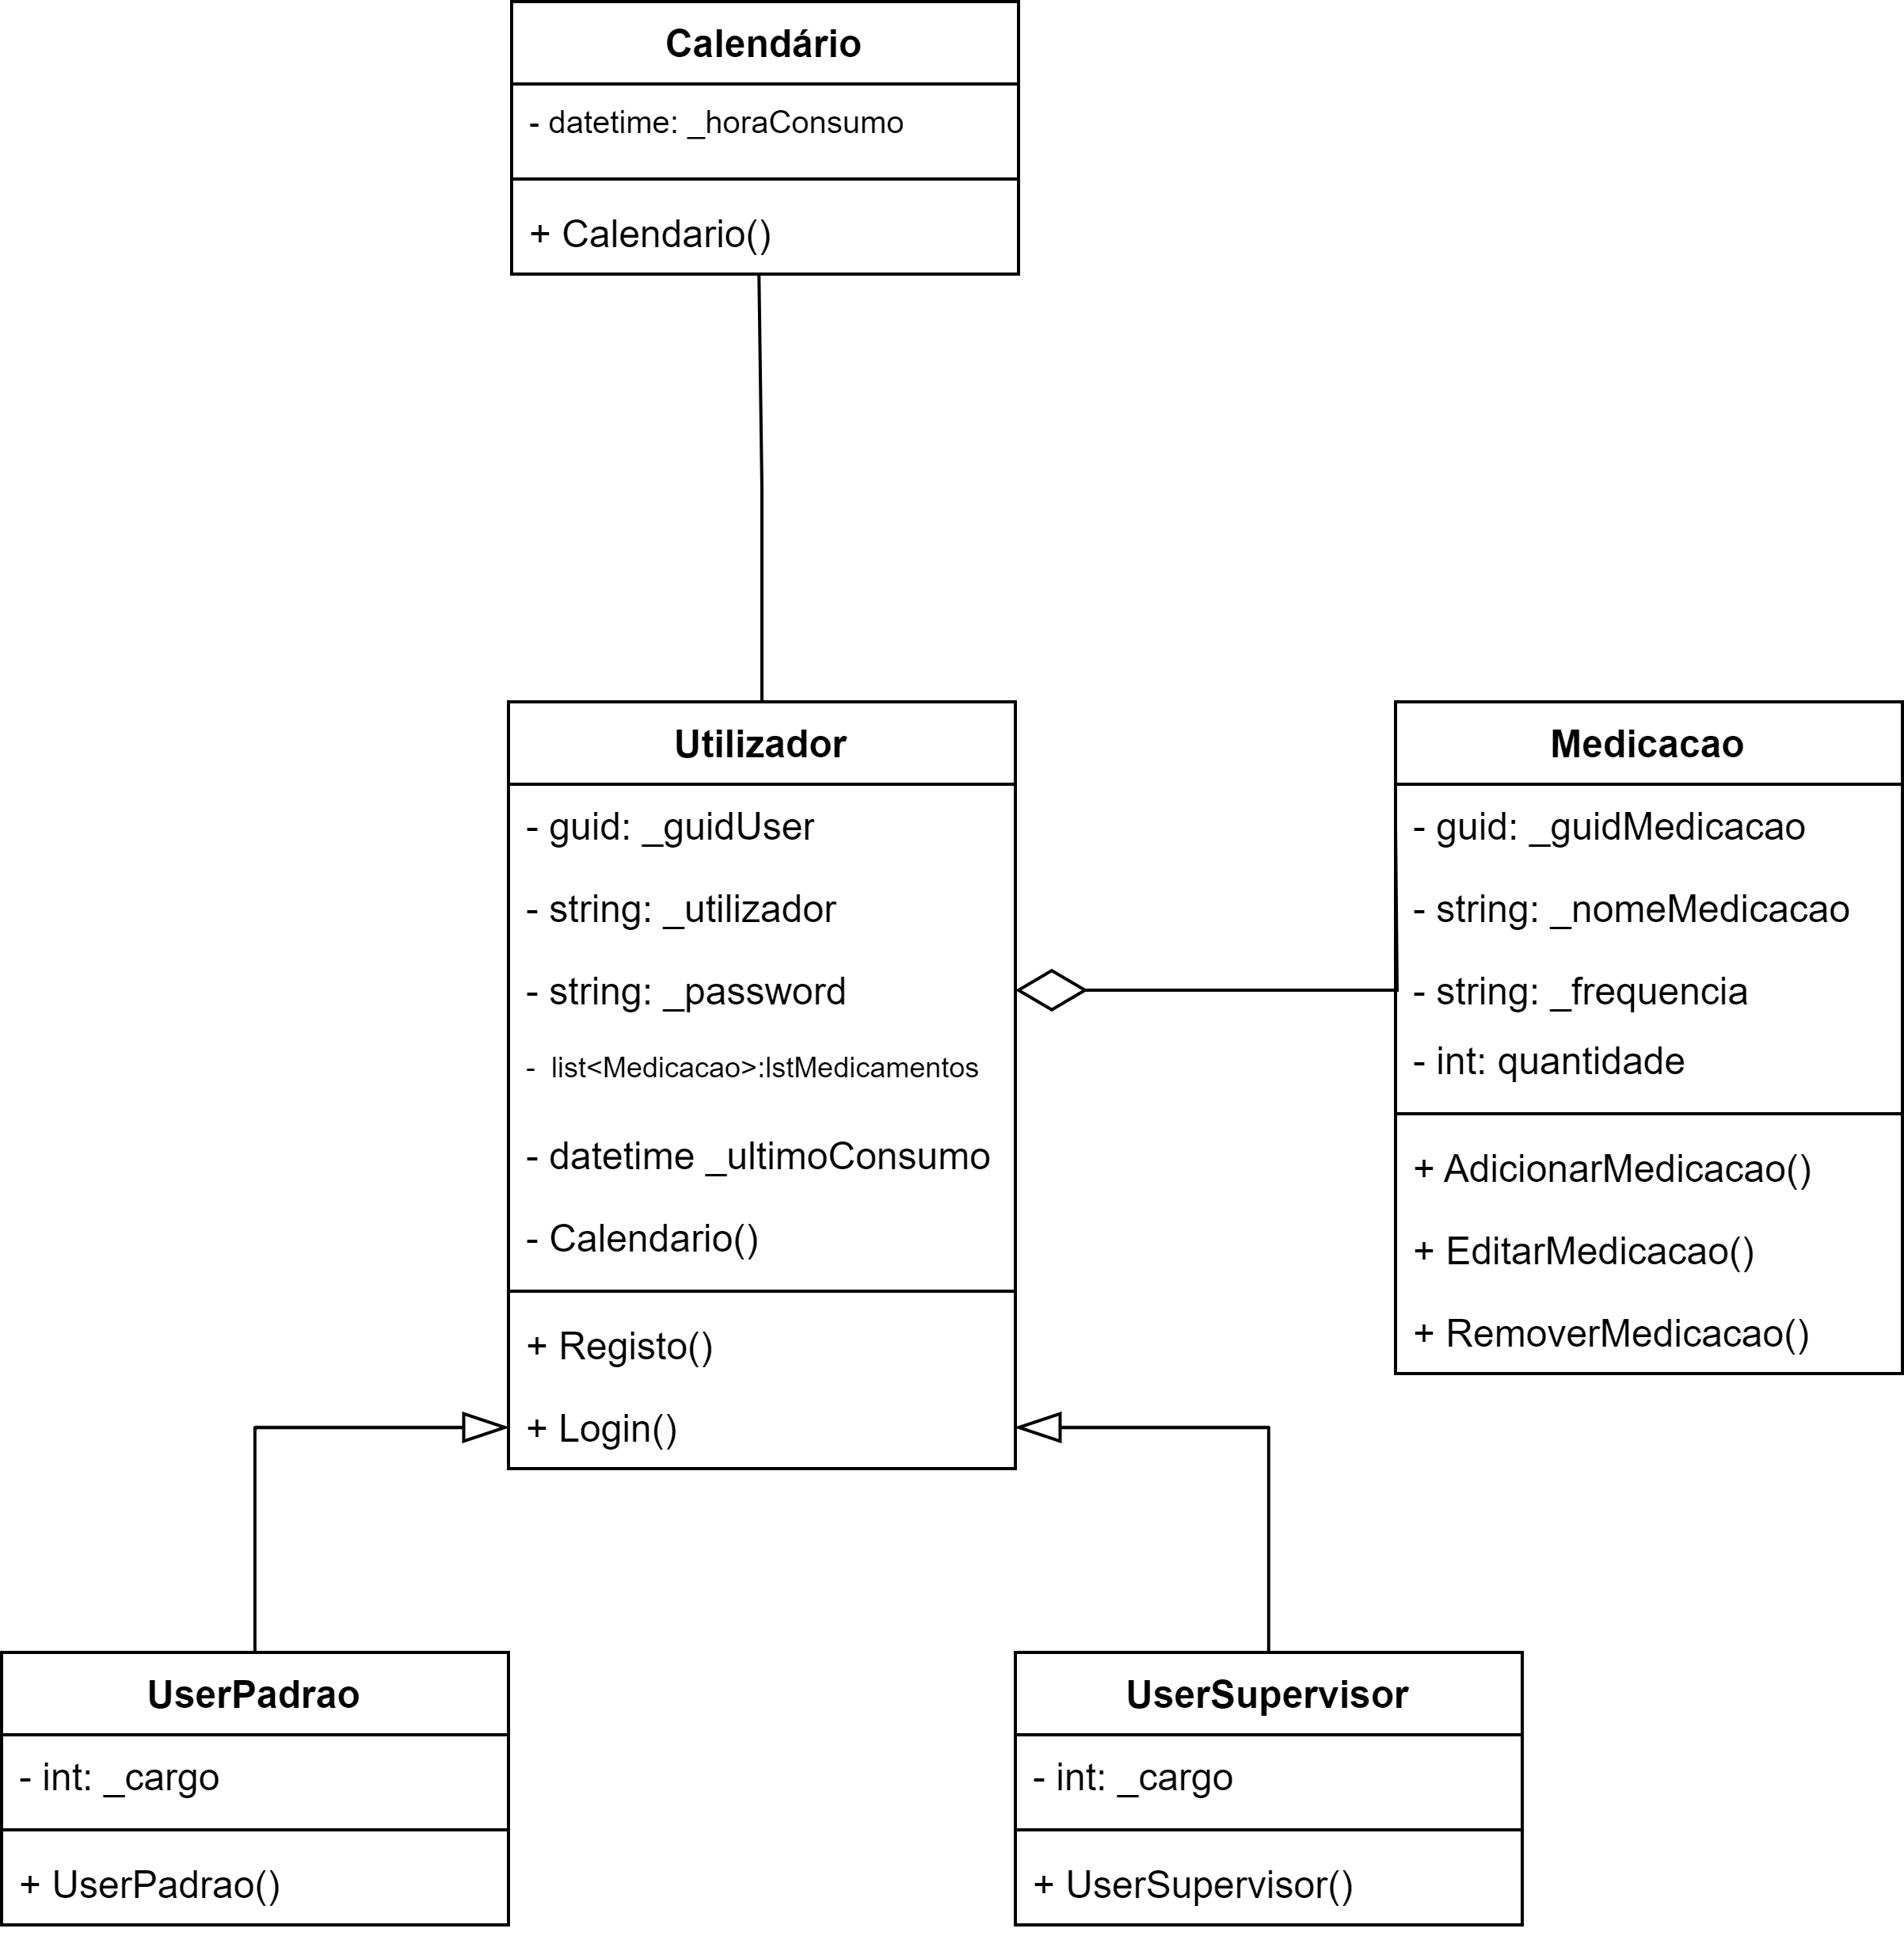 Calendário
- datetime: _horaConsumo
+ Calendario()
Utilizador
- guid: _guidUser
- string: _utilizador
- string: _password
- list<Medicacao>:lstMedicamentos
- datetime _ultimoConsumo
- Calendario()
+ Registo()
+ Login()
Medicacao
- guid: _guidMedicacao
- string: _nomeMedicacao
- string: _frequencia
- int: quantidade
+ AdicionarMedicacao()
+ EditarMedicacao()
+ RemoverMedicacao()
UserPadrao
- int: _cargo
+ UserPadrao()
UserSupervisor
- int: _cargo
+ UserSupervisor()